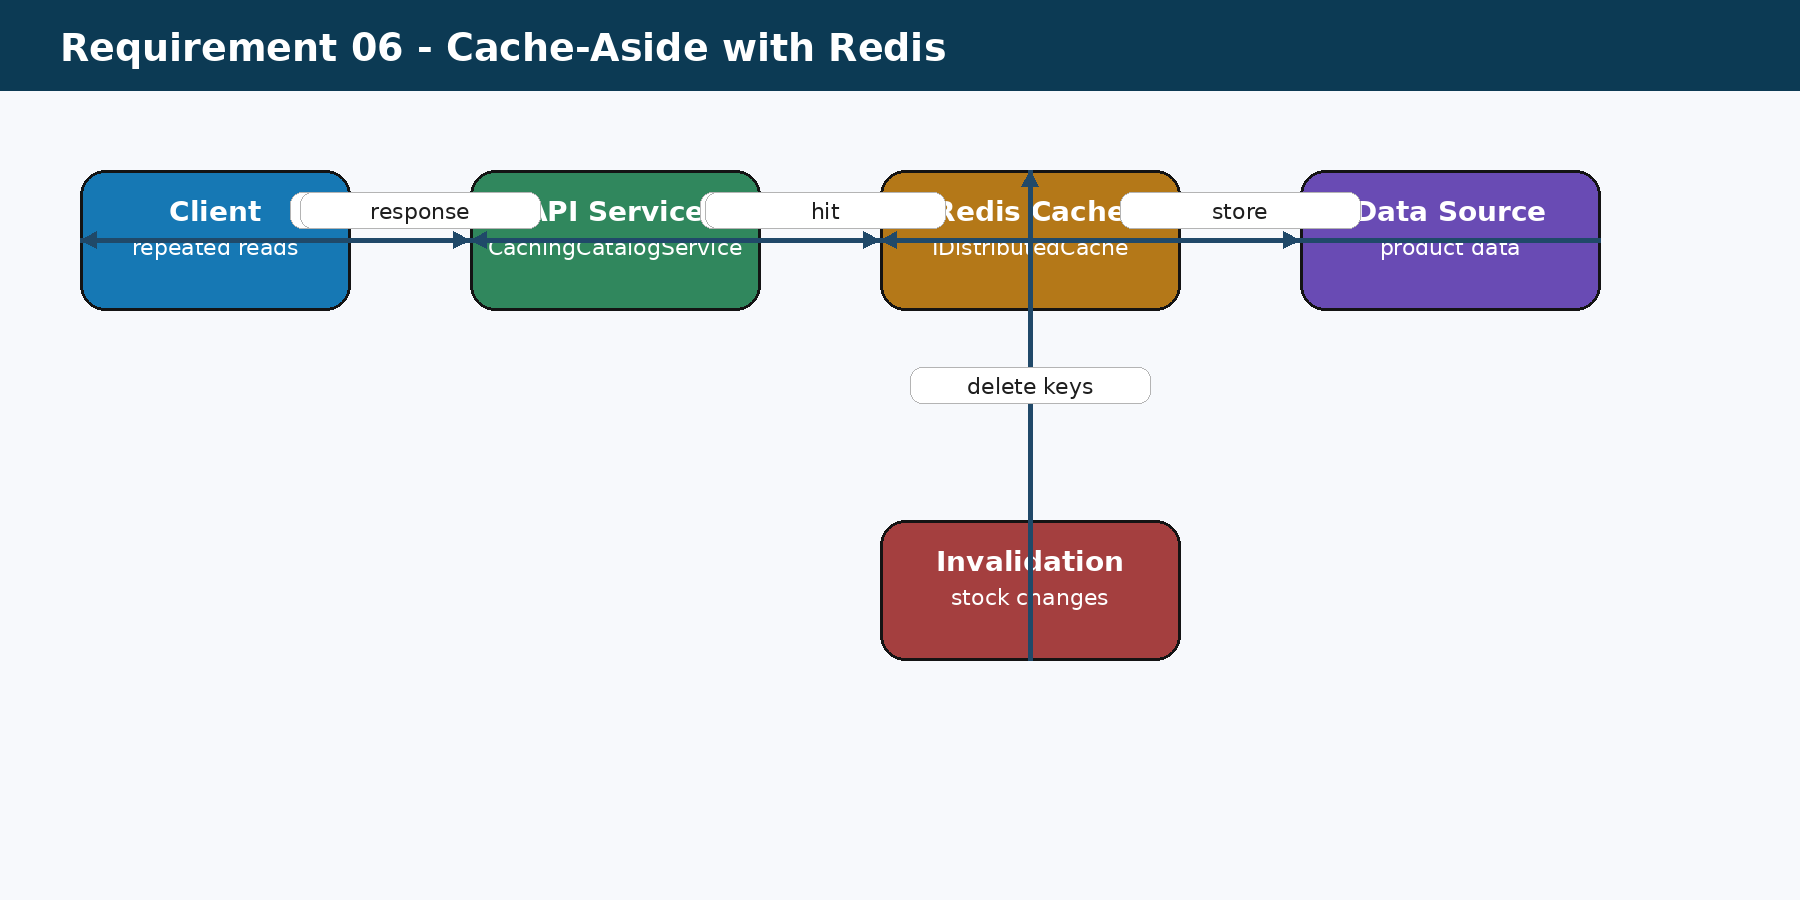 Requirement 06 - Cache-Aside with Redis
Client
repeated reads
response
API Service
CachingCatalogService
hit
Redis Cache
IDistributedCache
store
Data Source
product data
delete keys
Invalidation
stock changes